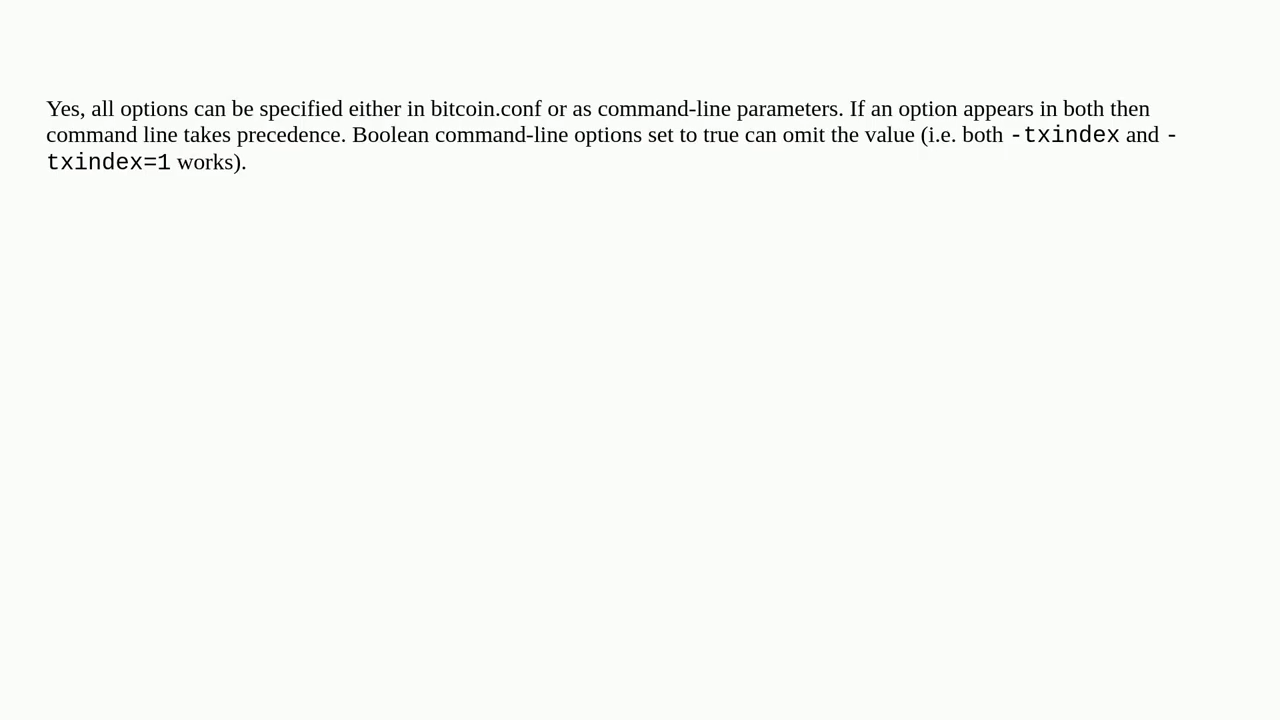 Yes, all options can be specified either in bitcoin.conf or as command-line parameters. If an option appears in both then
command line takes precedence. Boolean command-line options set to true can omit the value (i.e. both -txindex and -
txindex=1 works).